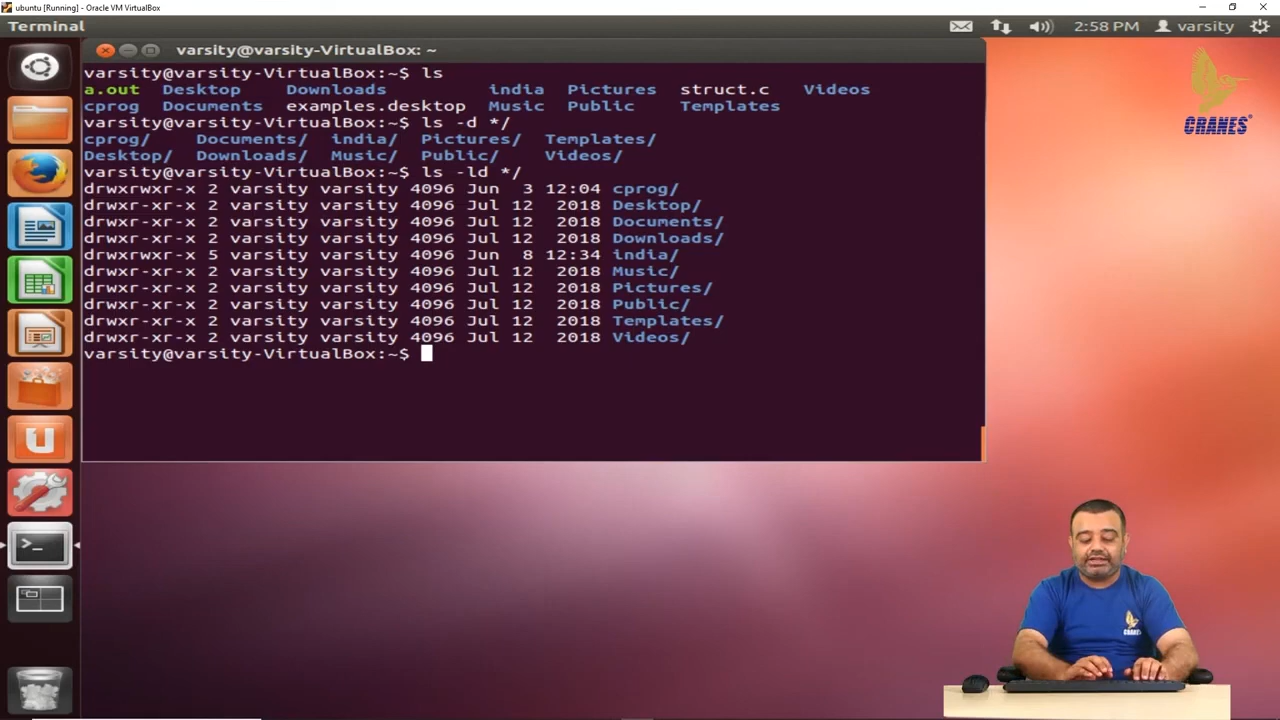 ubuntu [Running] - Oracle VM VirtualBox
Terminal
2:58 PM varsity
varsity@varsity-VirtualBox: ~
varsity@varsity-VirtualBox:~$ ls
a.out Desktop Downloads india Pictures struct.c Videos
cprog Documents examples.desktop Music Public Templates
varsity@varsity-VirtualBox:~$ ls -d */
cprog/ Documents/ india/ Pictures/ Templates/
Desktop/ Downloads/ Music/ Public/ Videos/
varsity@varsity-VirtualBox:~$ ls -ld */
drwxrwxr-x 2 varsity varsity 4096 Jun 3 12:04 cprog/
drwxr-xr-x 2 varsity varsity 4096 Jul 12 2018 Desktop/
drwxr-xr-x 2 varsity varsity 4096 Jul 12 2018 Documents/
drwxr-xr-x 2 varsity varsity 4096 Jul 12 2018 Downloads/
drwxrwxr-x 5 varsity varsity 4096 Jun 8 12:34 india/
drwxr-xr-x 2 varsity varsity 4096 Jul 12 2018 Music/
drwxr-xr-x 2 varsity varsity 4096 Jul 12 2018 Pictures/
drwxr-xr-x 2 varsity varsity 4096 Jul 12 2018 Public/
drwxr-xr-x 2 varsity varsity 4096 Jul 12 2018 Templates/
drwxr-xr-x 2 varsity varsity 4096 Jul 12 2018 Videos/
varsity@varsity-VirtualBox:~$
CRANES
CRANES